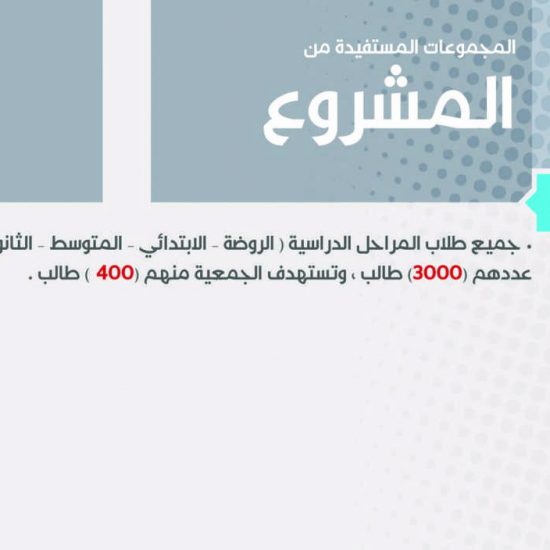 المجموعات المستفيدة من
المشروع
• جميع طلاب المراحل الدراسية ( الروضة - الابتدائي - المتوسط -
عددهم (3000) طالب ، وتستهدف الجمعية منهم (400 ) طالب .